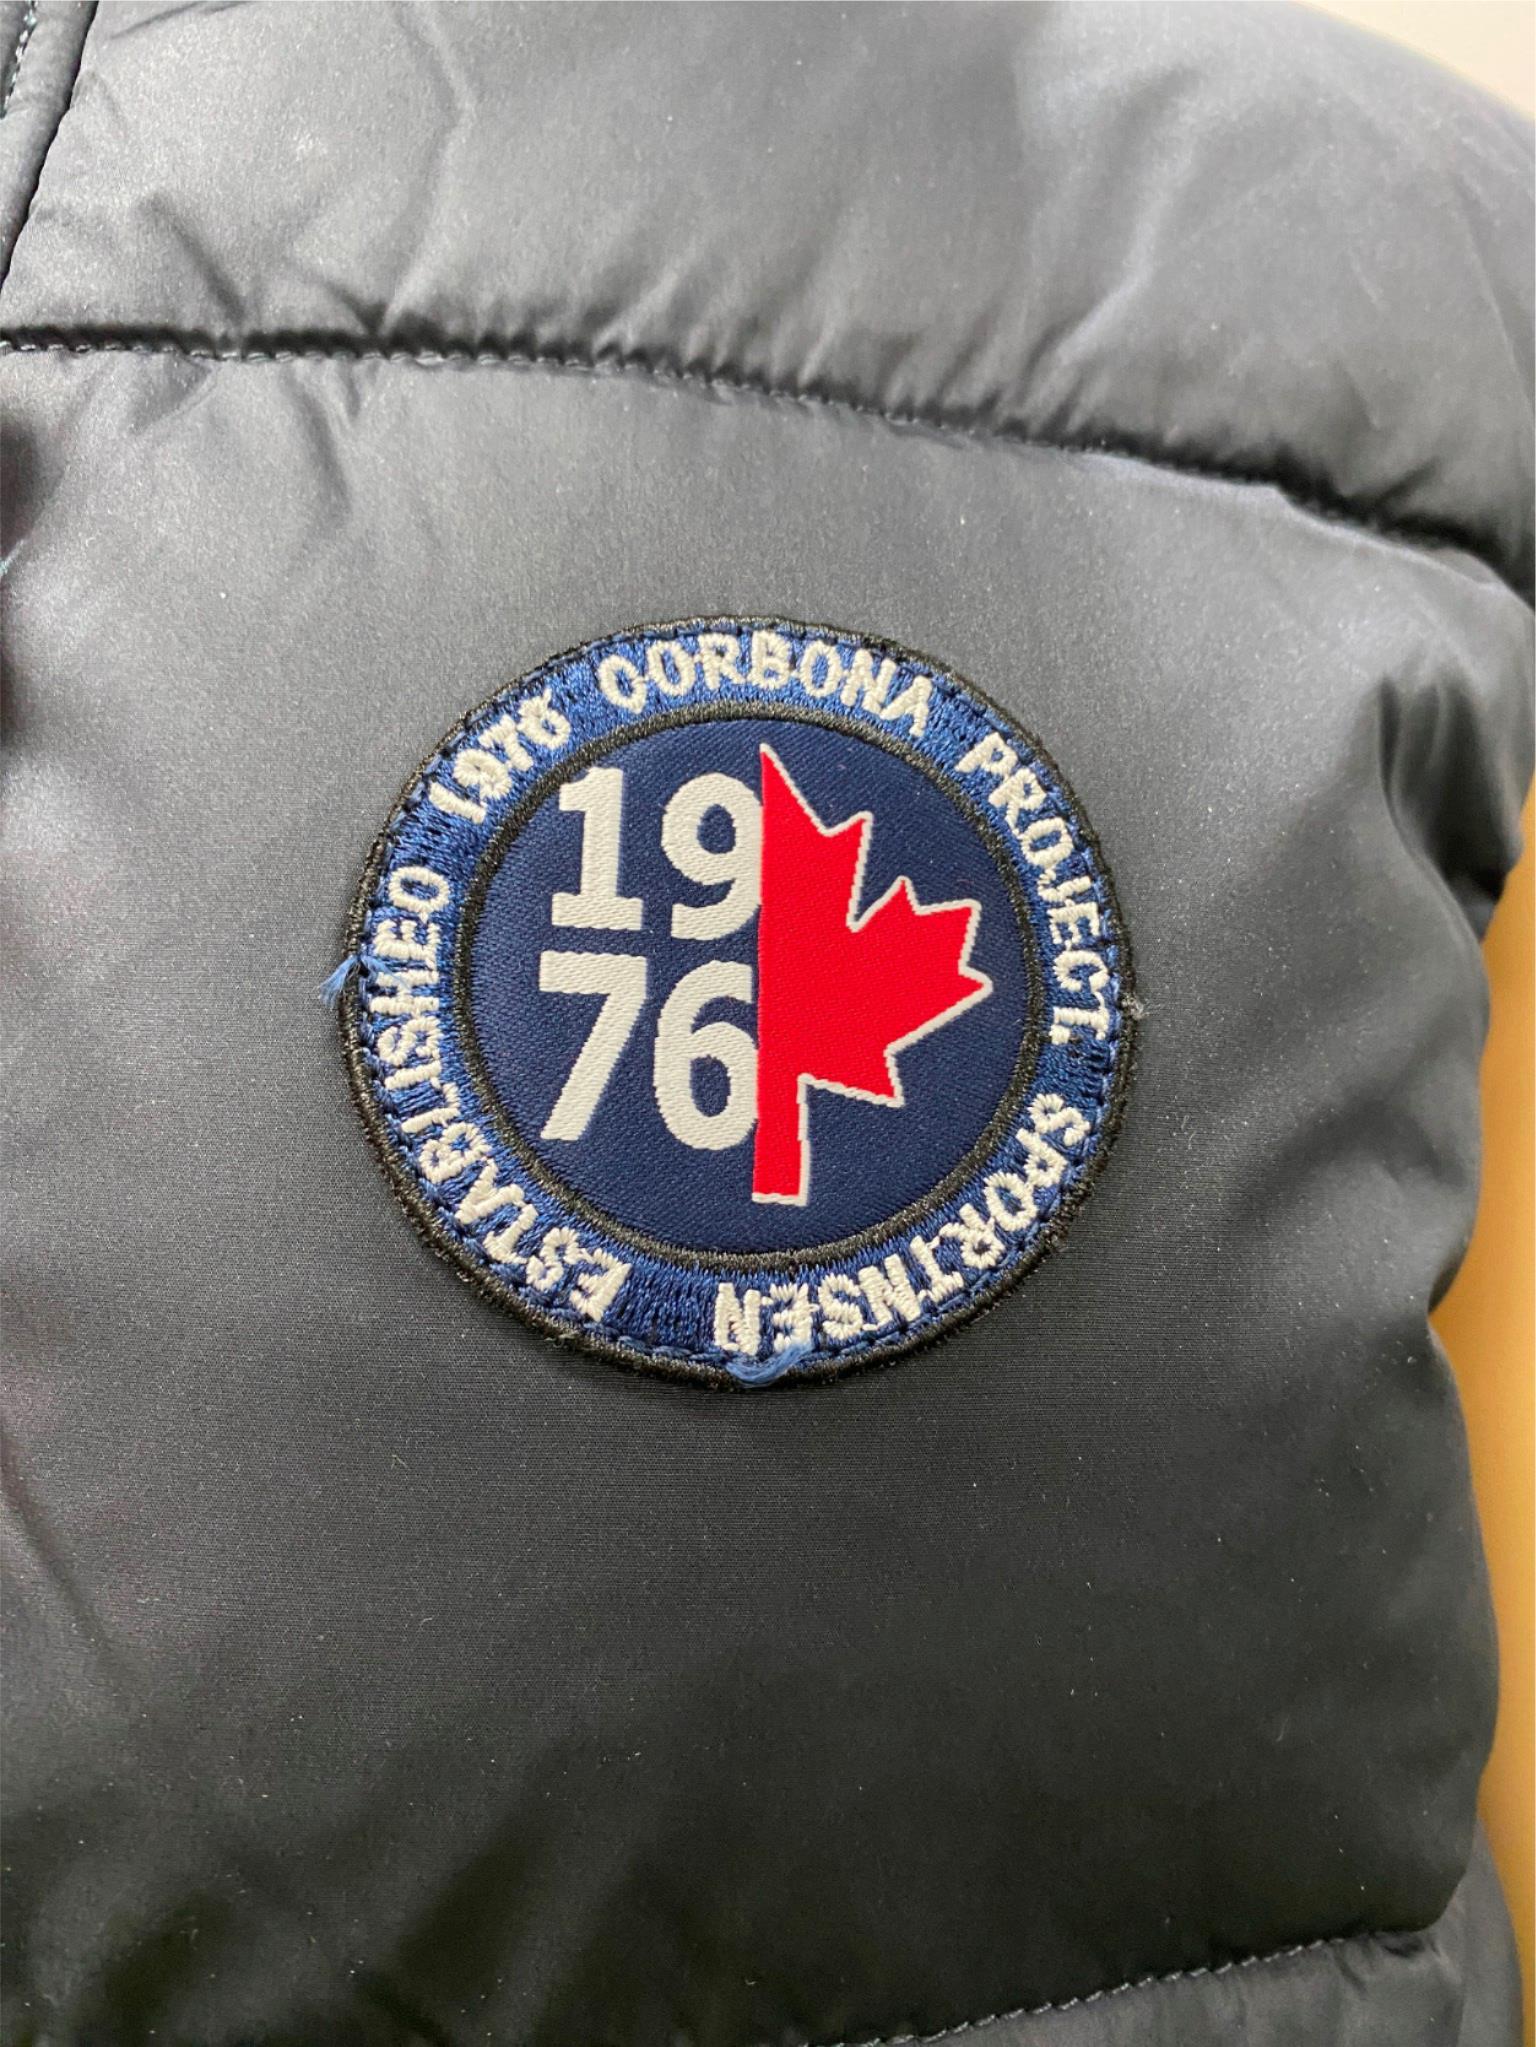 CORBONA PROJECT SPORTNSEN ESTABLISHED 1976
19
76